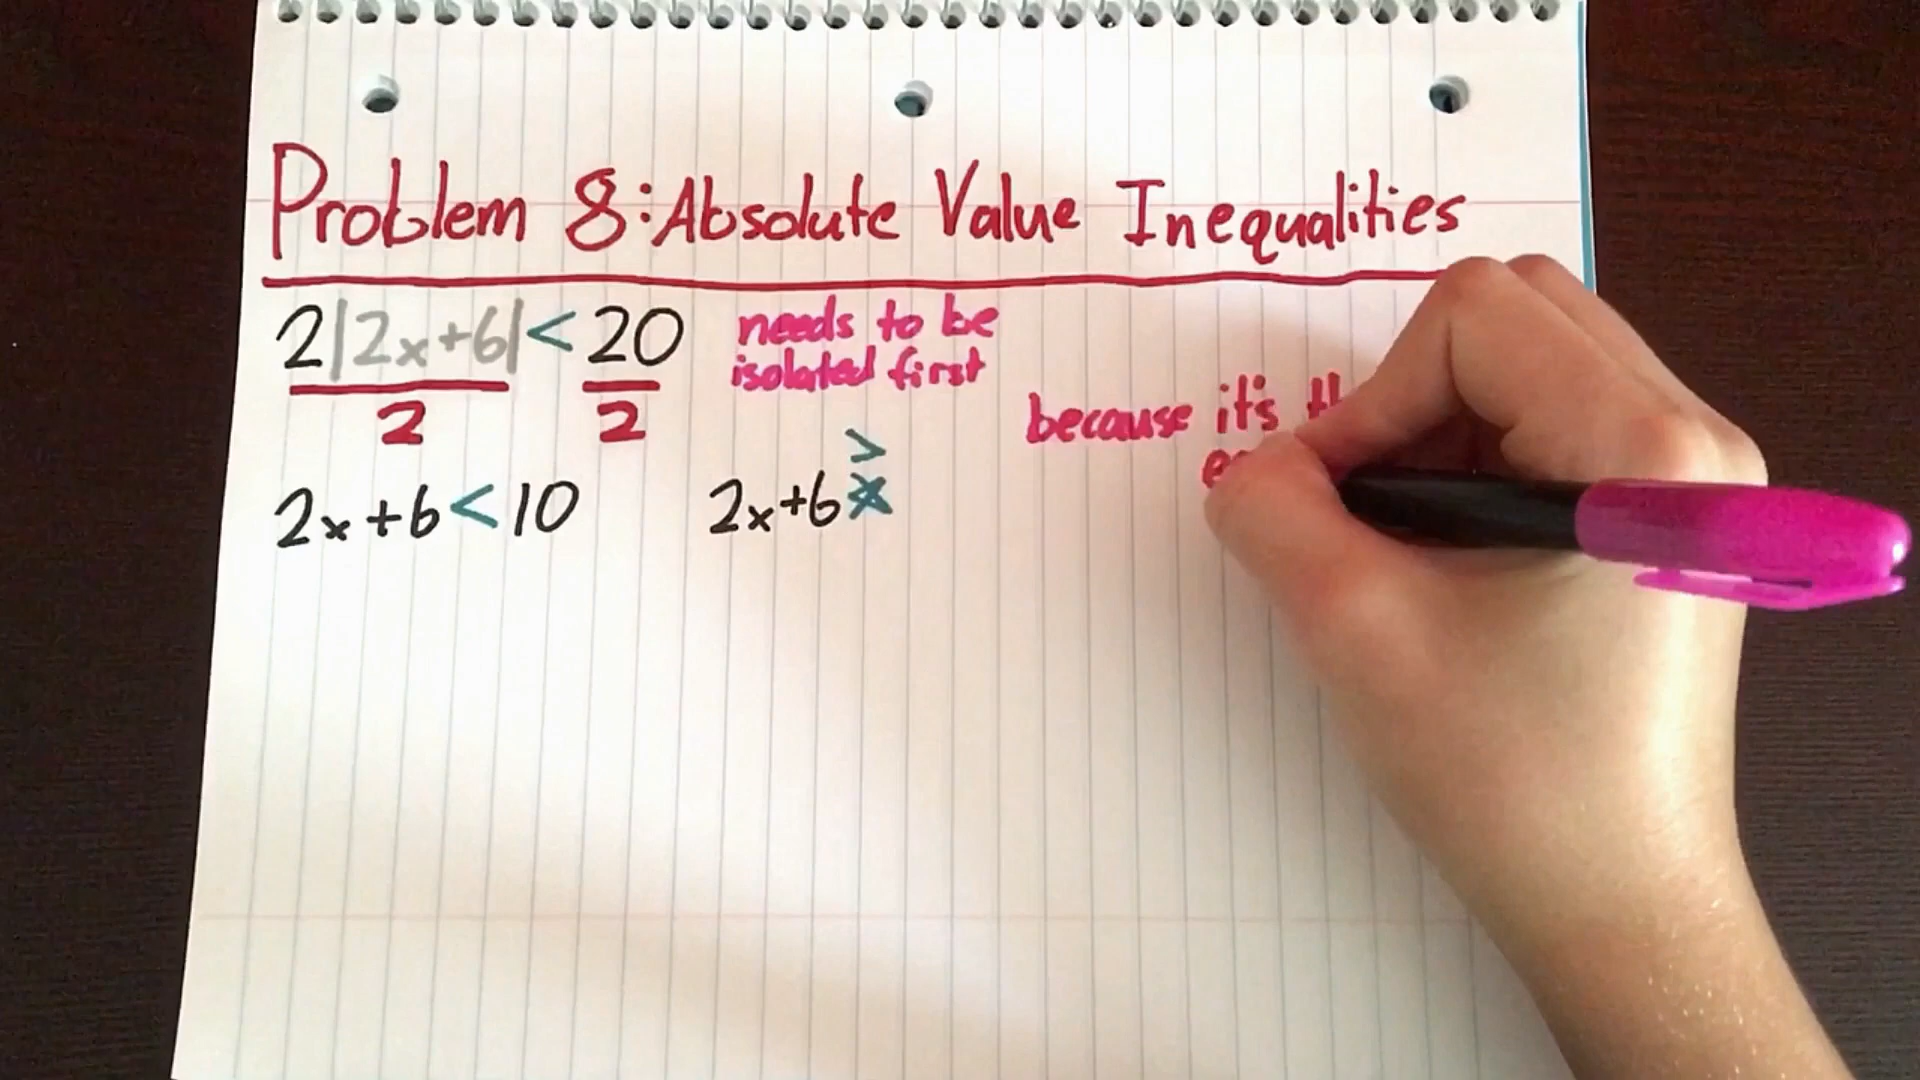 Problem 8: Absolute Value Inequalities
2|2x+6| < 20
2 2
needs to be
isolated first
because it's
>
2x+6 < 10 2x+6